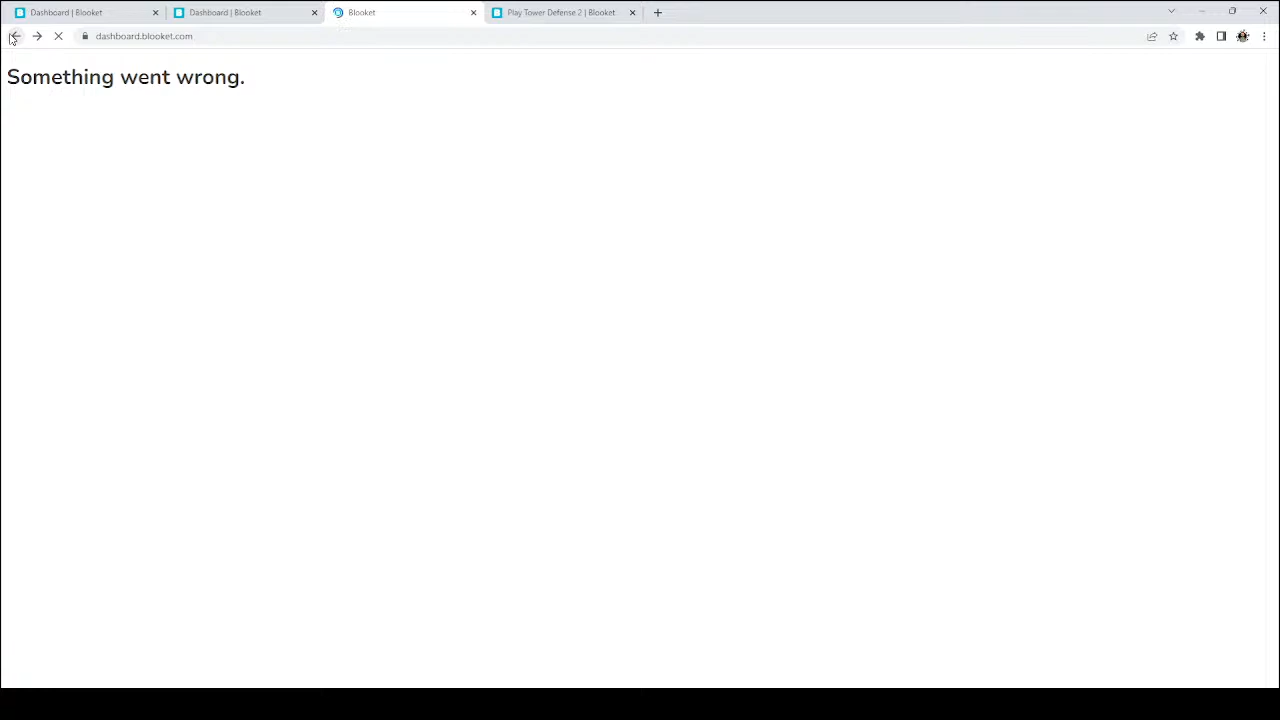 Dashboard | Blooket
Dashboard | Blooket
Blooket
Play Tower Defense 2 | Blooket
dashboard.blooket.com
Something went wrong.